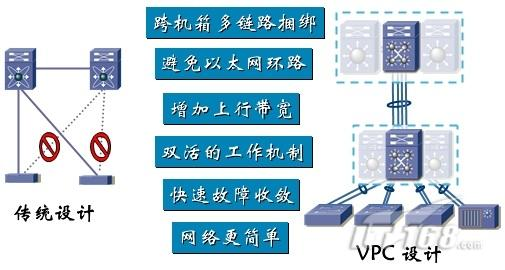 跨机箱多链路捆绑
避免以太网环路
增加上行带宽
双活的工作机制
快速故障收敛
网络更简单
传统设计
VPC 设计
IT168.com